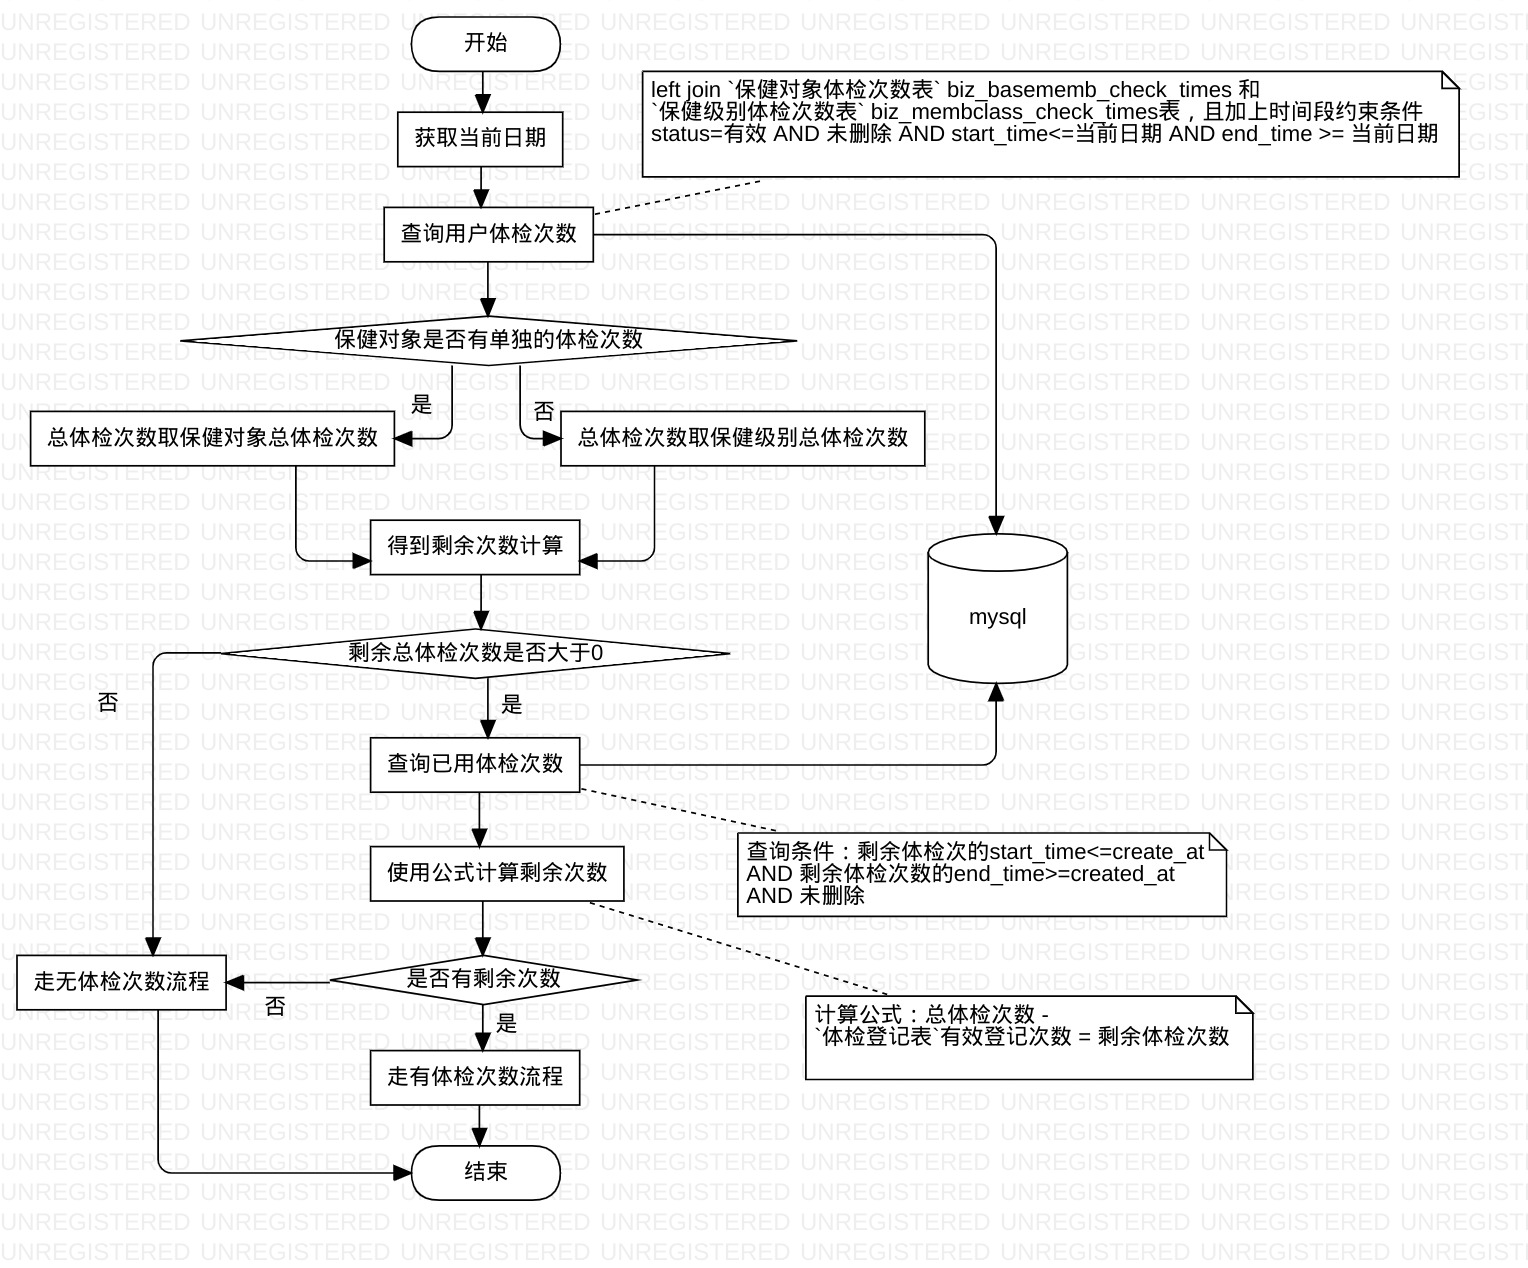 开始
left join `保健对象体检次数表` biz_basememb_check_times 和
`保健级别体检次数表` biz_membclass_check_times表，且加上时间段约束条件
status=有效 AND 未删除 AND start_time<=当前日期 AND end_time >= 当前日期
获取当前日期
查询用户体检次数
保健对象是否有单独的体检次数
是
否
总体检次数取保健对象总体检次数
总体检次数取保健级别总体检次数
得到剩余次数计算
mysql
剩余总体检次数是否大于0
否
是
查询已用体检次数
查询条件：剩余体检次的start_time<=create_at
AND 剩余体检次数的end_time>=created_at
AND 未删除
使用公式计算剩余次数
走无体检次数流程
是否有剩余次数
否
是
计算公式：总体检次数 -
`体检登记表`有效登记次数 = 剩余体检次数
走有体检次数流程
结束
UNREGISTERED